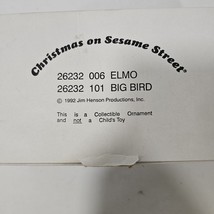 Christmas on Sesame Street®
26232 006 ELMO
26232 101 BIG BIRD
© 1992 Jim Henson Productions, Inc.
This is a Collectible Ornament
and not a Child's Toy